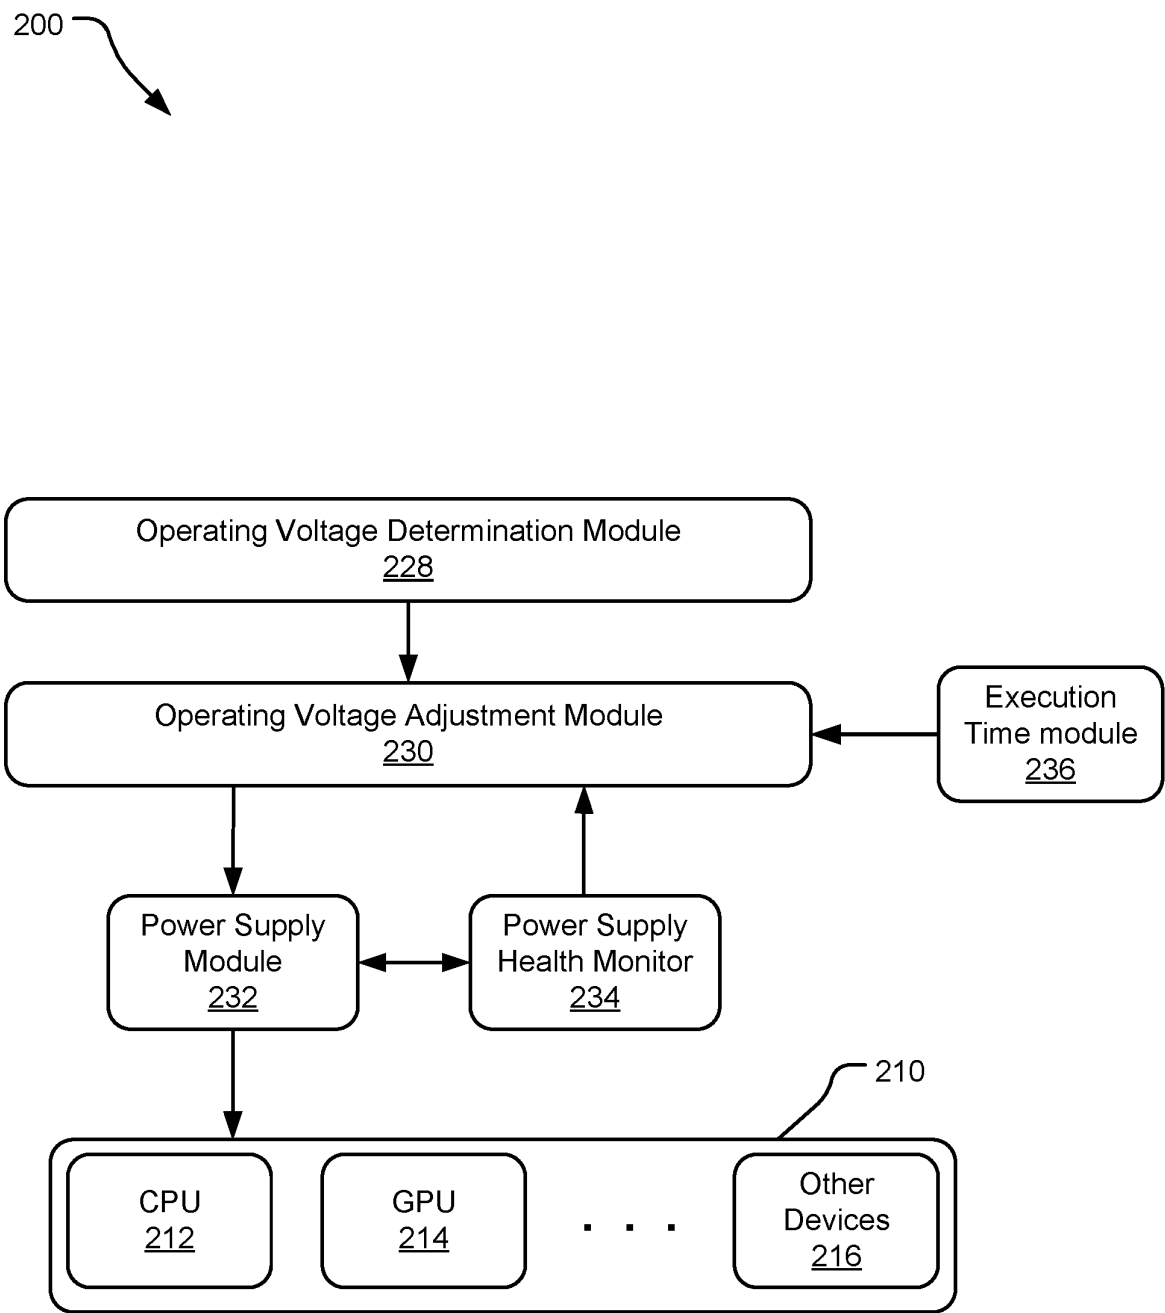 200
Operating Voltage Determination Module
228
Operating Voltage Adjustment Module
230
Execution
Time module
236
Power Supply
Module
232
Power Supply
Health Monitor
234
210
CPU
212
GPU
214
. . .
Other
Devices
216